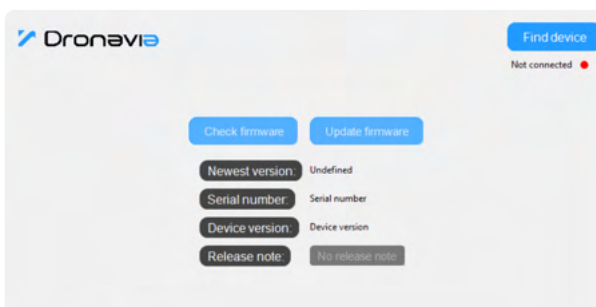 Dronavia
Find device
Not connected
Check firmware Update firmware
Newest version: Undefined
Serial number: Serial number
Device version: Device version
Release note: No release note